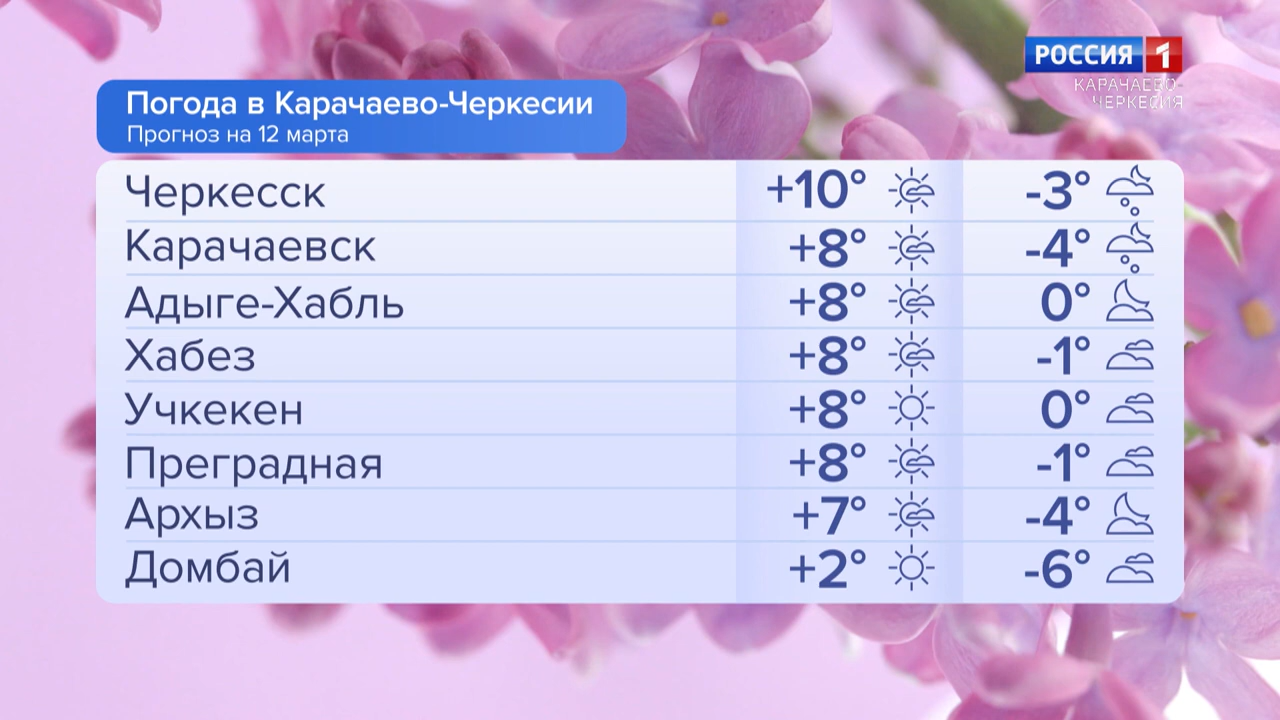 РОССИЯ 1
КАРАЧАЕВО-
ЧЕРКЕСИЯ
Погода в Карачаево-Черкесии
Прогноз на 12 марта
Черкесск +10° -3°
Карачаевск +8° -4°
Адыге-Хабль +8° 0°
Хабез +8° -1°
Учкекен +8° 0°
Преградная +8° -1°
Архыз +7° -4°
Домбай +2° -6°